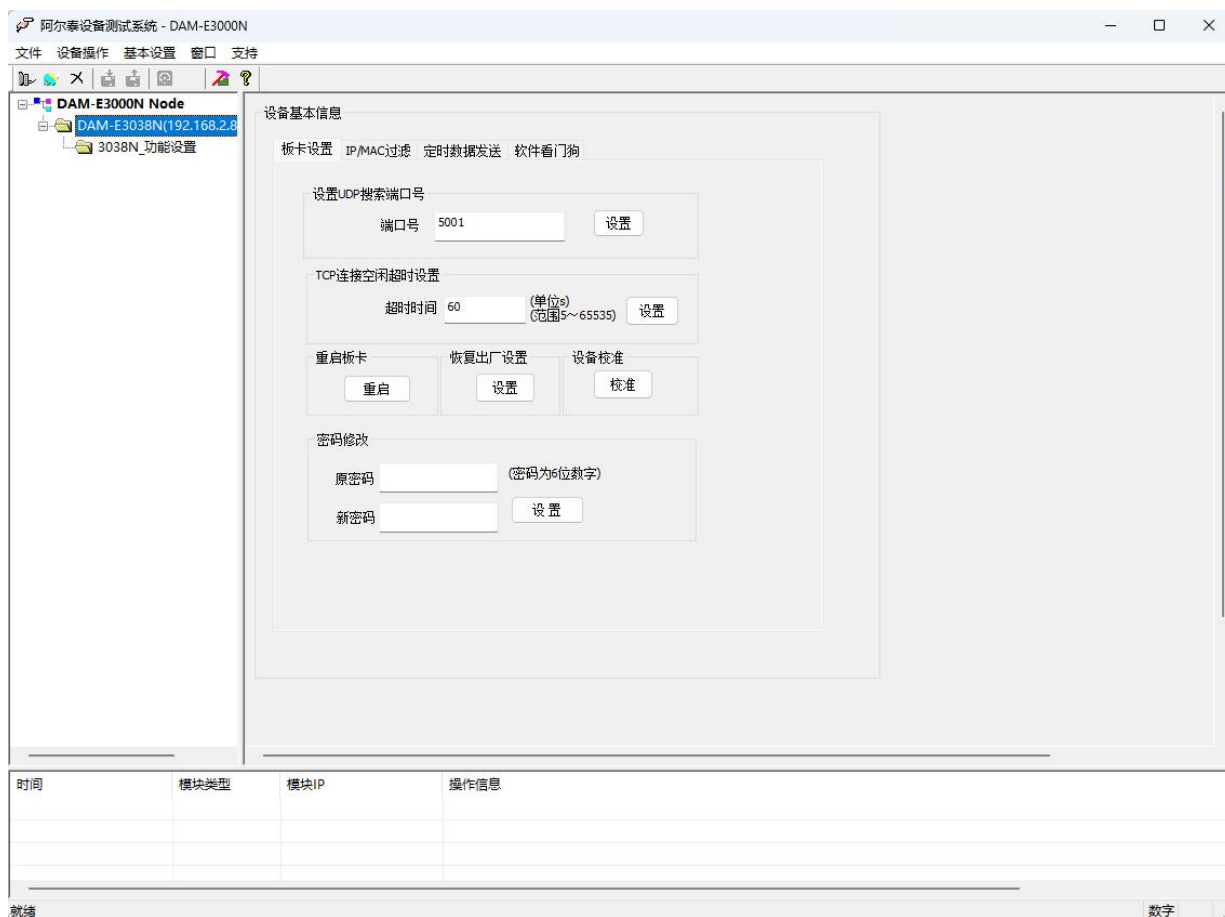 阿尔泰设备测试系统 - DAM-E3000N
文件 设备操作 基本设置 窗口 支持
DAM-E3000N Node
DAM-E3038N(192.168.2.8
3038N_功能设置
设备基本信息
板卡设置 IP/MAC过滤 定时数据发送 软件看门狗
设置UDP搜索端口号
端口号 5001 设置
TCP连接空闲超时设置
超时时间 60 (单位s) 设置
(范围5～65535)
重启板卡 恢复出厂设置 设备校准
重启 设置 校准
密码修改
原密码 (密码为6位数字)
新密码 设 置
时间 模块类型 模块IP 操作信息
就绪 数字